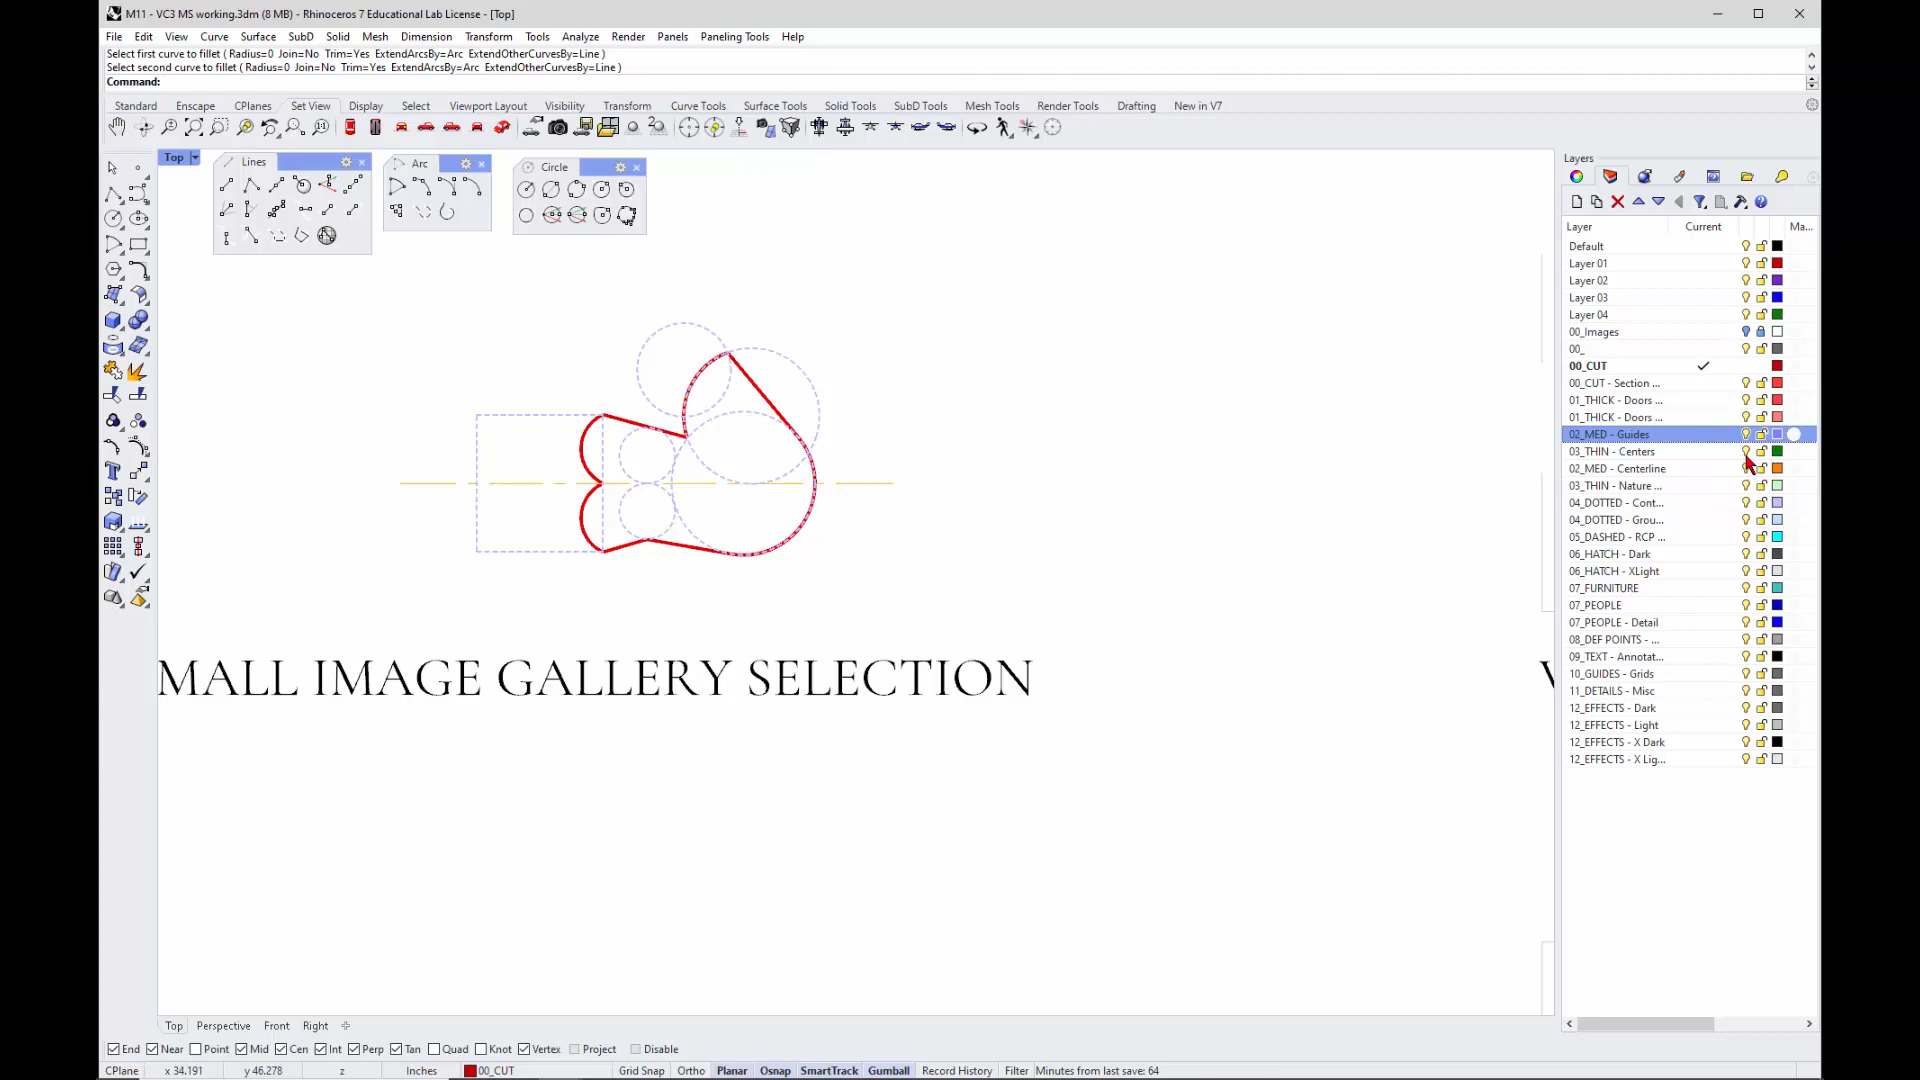 M11 - VC3 MS working.3dm (8 MB) - Rhinoceros 7 Educational Lab License - [Top]
File Edit View Curve Surface SubD Solid Mesh Dimension Transform Tools Analyze Render Panels Paneling Tools Help
Select first curve to fillet ( Radius=0 Join=No Trim=Yes ExtendArcsBy=Arc ExtendOtherCurvesBy=Line )
Select second curve to fillet ( Radius=0 Join=No Trim=Yes ExtendArcsBy=Arc ExtendOtherCurvesBy=Line )
Command:
Standard Enscape CPlanes Set View Display Select Viewport Layout Visibility Transform Curve Tools Surface Tools Solid Tools SubD Tools Mesh Tools Render Tools Drafting New in V7
Top
Lines
Arc
Circle
MALL IMAGE GALLERY SELECTION
Layers
Layer Current Ma...
Default
Layer 01
Layer 02
Layer 03
Layer 04
00_Images
00_
00_CUT
00_CUT - Section ...
01_THICK - Doors ...
01_THICK - Doors ...
02_MED - Guides
03_THIN - Centers
02_MED - Centerline
03_THIN - Nature ...
04_DOTTED - Cont...
04_DOTTED - Grou...
05_DASHED - RCP ...
06_HATCH - Dark
06_HATCH - XLight
07_FURNITURE
07_PEOPLE
07_PEOPLE - Detail
08_DEF POINTS - ...
09_TEXT - Annotat...
10_GUIDES - Grids
11_DETAILS - Misc
12_EFFECTS - Dark
12_EFFECTS - Light
12_EFFECTS - X Dark
12_EFFECTS - X Lig...
Top Perspective Front Right
End Near Point Mid Cen Int Perp Tan Quad Knot Vertex Project Disable
CPlane x 34.191 y 46.278 z Inches 00_CUT Grid Snap Ortho Planar Osnap SmartTrack Gumball Record History Filter Minutes from last save: 64